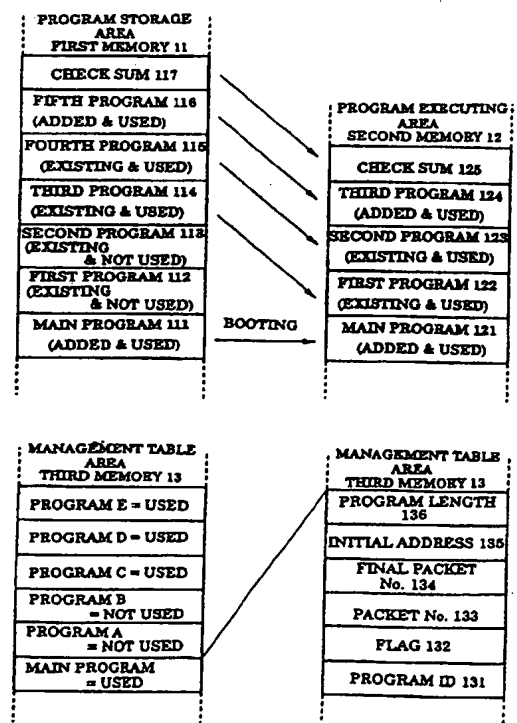 PROGRAM STORAGE
AREA
FIRST MEMORY 11
CHECK SUM 117
FIFTH PROGRAM 116
(ADDED & USED)
FOURTH PROGRAM 115
(EXISTING & USED)
THIRD PROGRAM 114
(EXISTING & USED)
SECOND PROGRAM 113
(EXISTING
& NOT USED)
FIRST PROGRAM 112
(EXISTING
& NOT USED)
MAIN PROGRAM 111
(ADDED & USED)
BOOTING
PROGRAM EXECUTING
AREA
SECOND MEMORY 12
CHECK SUM 125
THIRD PROGRAM 124
(ADDED & USED)
SECOND PROGRAM 123
(EXISTING & USED)
FIRST PROGRAM 122
(EXISTING & USED)
MAIN PROGRAM 121
(ADDED & USED)
MANAGEMENT TABLE
AREA
THIRD MEMORY 13
PROGRAM E = USED
PROGRAM D = USED
PROGRAM C = USED
PROGRAM B
= NOT USED
PROGRAM A
= NOT USED
MAIN PROGRAM
= USED
MANAGEMENT TABLE
AREA
THIRD MEMORY 13
PROGRAM LENGTH
136
INITIAL ADDRESS 135
FINAL PACKET
No. 134
PACKET No. 133
FLAG 132
PROGRAM ID 131